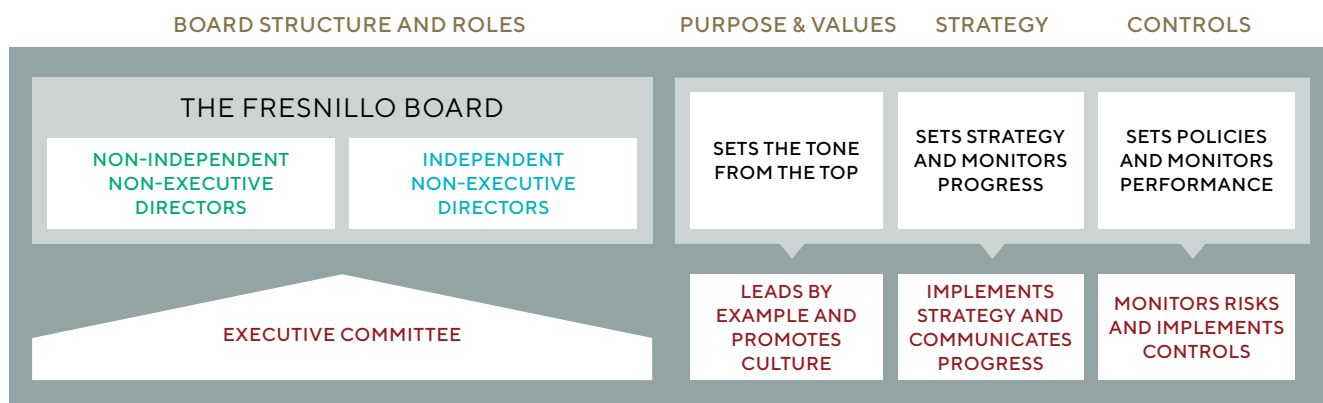 BOARD STRUCTURE AND ROLES
PURPOSE & VALUES
STRATEGY
CONTROLS
THE FRESNILLO BOARD
NON-INDEPENDENT
NON-EXECUTIVE
DIRECTORS
INDEPENDENT
NON-EXECUTIVE
DIRECTORS
SETS THE TONE
FROM THE TOP
SETS STRATEGY
AND MONITORS
PROGRESS
SETS POLICIES
AND MONITORS
PERFORMANCE
EXECUTIVE COMMITTEE
LEADS BY
EXAMPLE AND
PROMOTES
CULTURE
IMPLEMENTS
STRATEGY AND
COMMUNICATES
PROGRESS
MONITORS RISKS
AND IMPLEMENTS
CONTROLS